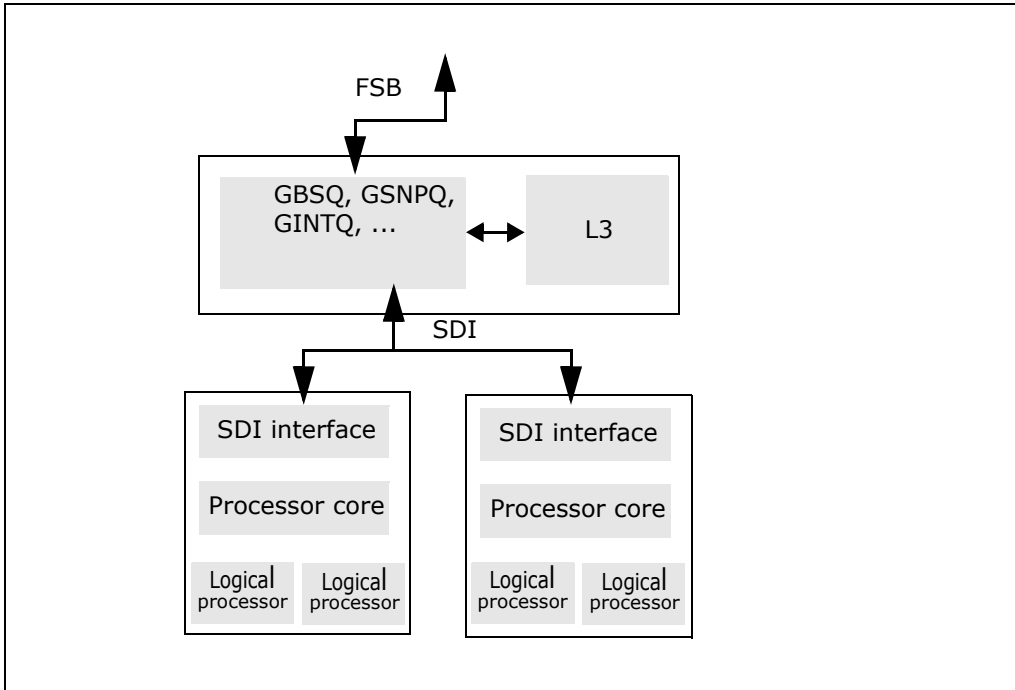 FSB
GBSQ, GSNPQ,
GINTQ, ...
L3
SDI
SDI interface
Processor core
Logical
processor
Logical
processor
SDI interface
Processor core
Logical
processor
Logical
processor